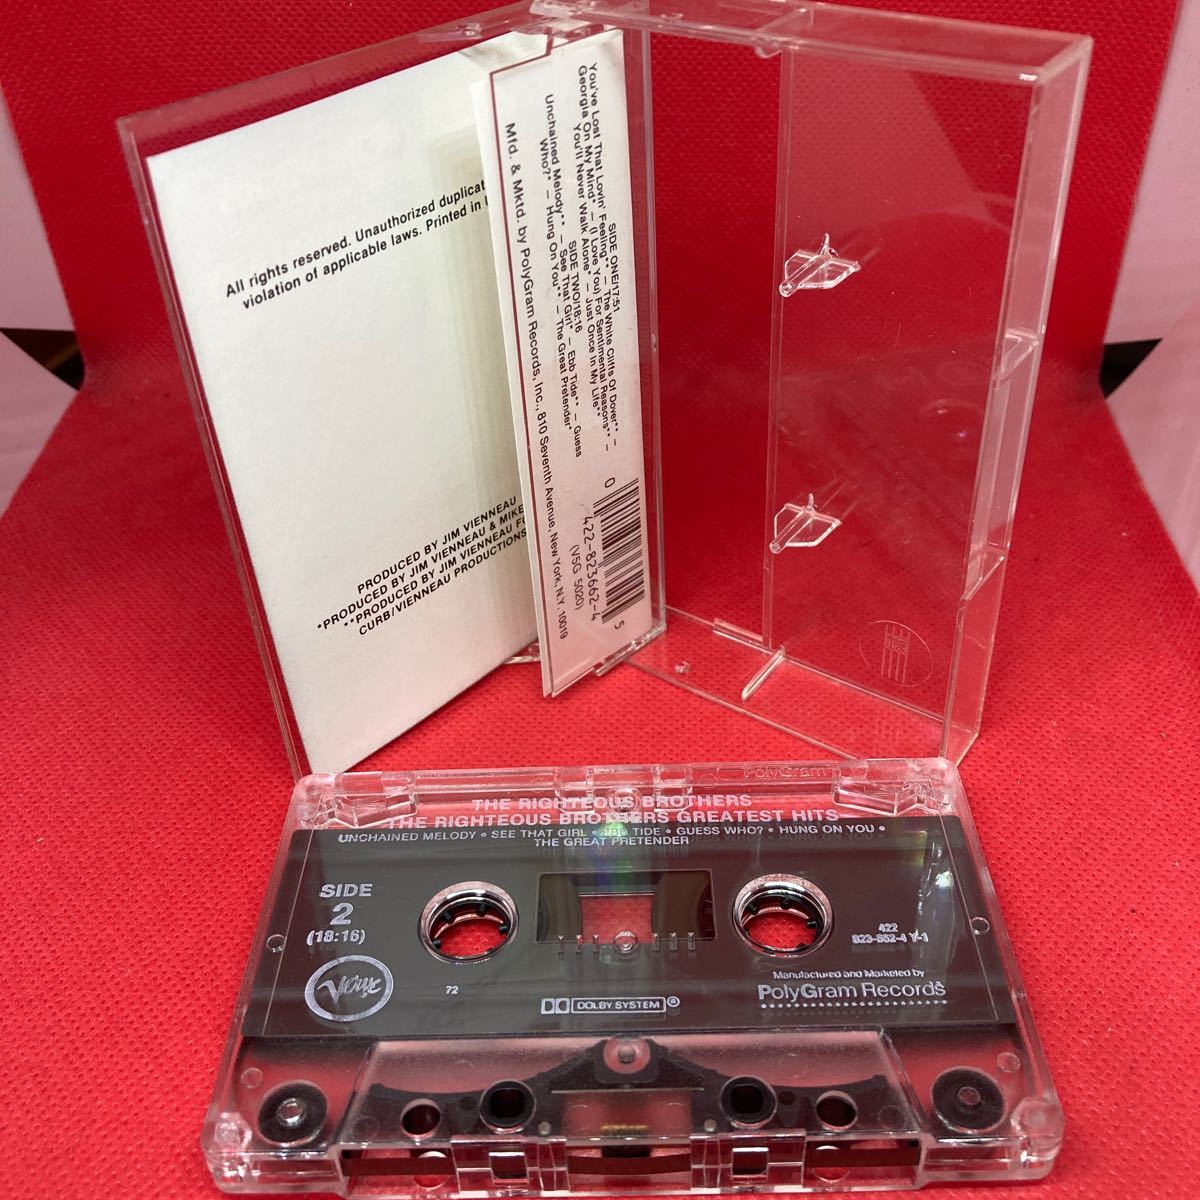 All rights reserved. Unauthorized duplicat
violation of applicable laws. Printed in U
PRODUCED BY JIM VIENNEAU
*PRODUCED BY JIM VIENNEAU & MIKE
**PRODUCED BY JIM VIENNEAU FO
CURB/VIENNEAU PRODUCTIONS
SIDE ONE/17:51
You've Lost That Lovin' Feeling* – The White Cliffs Of Dover** –
Georgia On My Mind* – (I Love You) For Sentimental Reasons** –
You'll Never Walk Alone* – Just Once In My Life**
SIDE TWO/18:16
Unchained Melody** – See That Girl* – Ebb Tide** – Guess
Who?* – Hung On You** – The Great Pretender*
Mfd. & Mktd. by PolyGram Records, Inc., 810 Seventh Avenue, New York, N.Y. 10019
0 422-823662-4 5
(V5G 5020)
PolyGram
THE RIGHTEOUS BROTHERS
THE RIGHTEOUS BROTHERS GREATEST HITS
UNCHAINED MELODY • SEE THAT GIRL • EBB TIDE • GUESS WHO? • HUNG ON YOU •
THE GREAT PRETENDER
SIDE
2
(18:16)
Verve
72
DOLBY SYSTEM®
422
823-662-4 Y-1
Manufactured and Marketed by
PolyGram Records